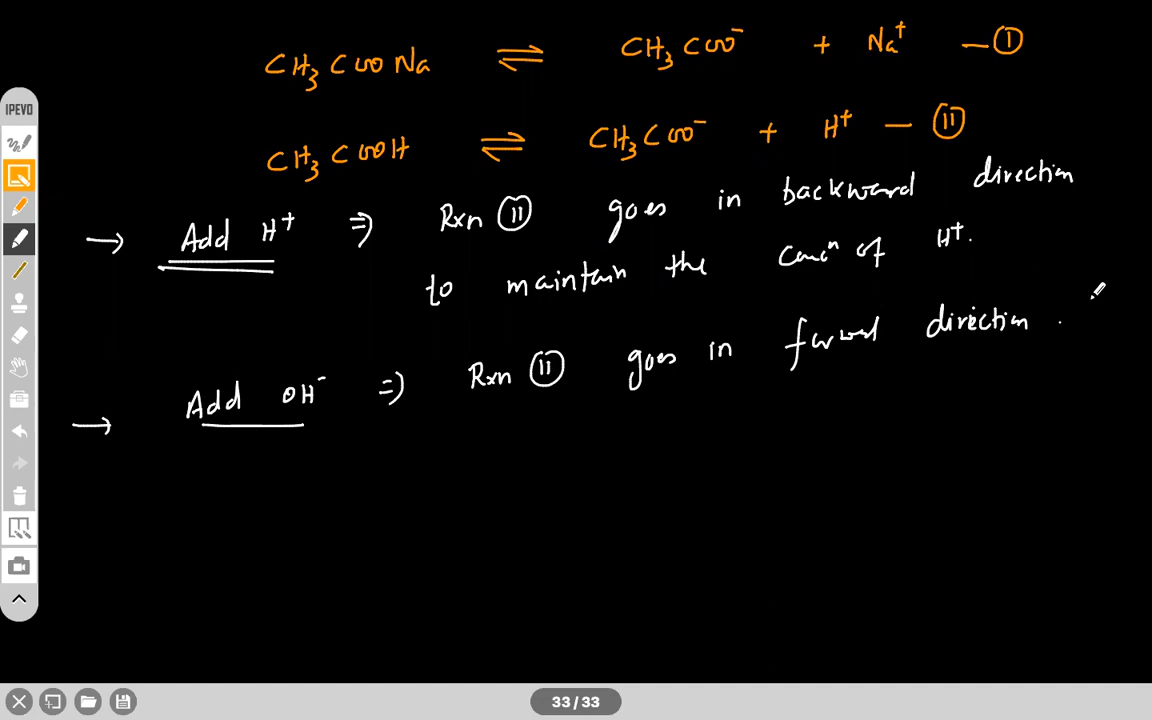 CH₃COONa ⇌ CH₃COO⁻ + Na⁺ —Ⓘ
CH₃COOH ⇌ CH₃COO⁻ + H⁺ — Ⓘ︎Ⓘ
IPEVO
→ Add H⁺ ⇒ Rxn (II) goes in backward direction
to maintain the concⁿ of H⁺.
→ Add OH⁻ ⇒ Rxn (II) goes in forward direction.
33/33